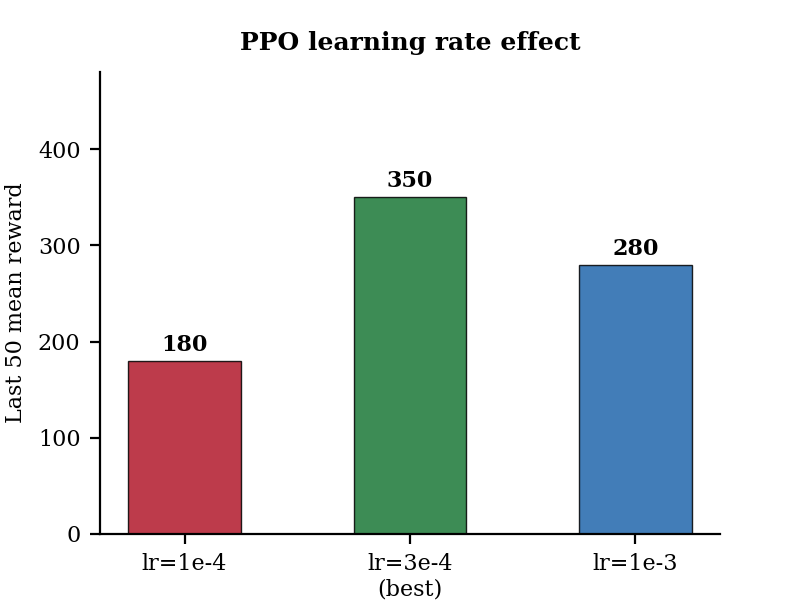 PPO learning rate effect
Last 50 mean reward
400
300
200
100
0
180
350
280
lr=1e-4
lr=3e-4
(best)
lr=1e-3